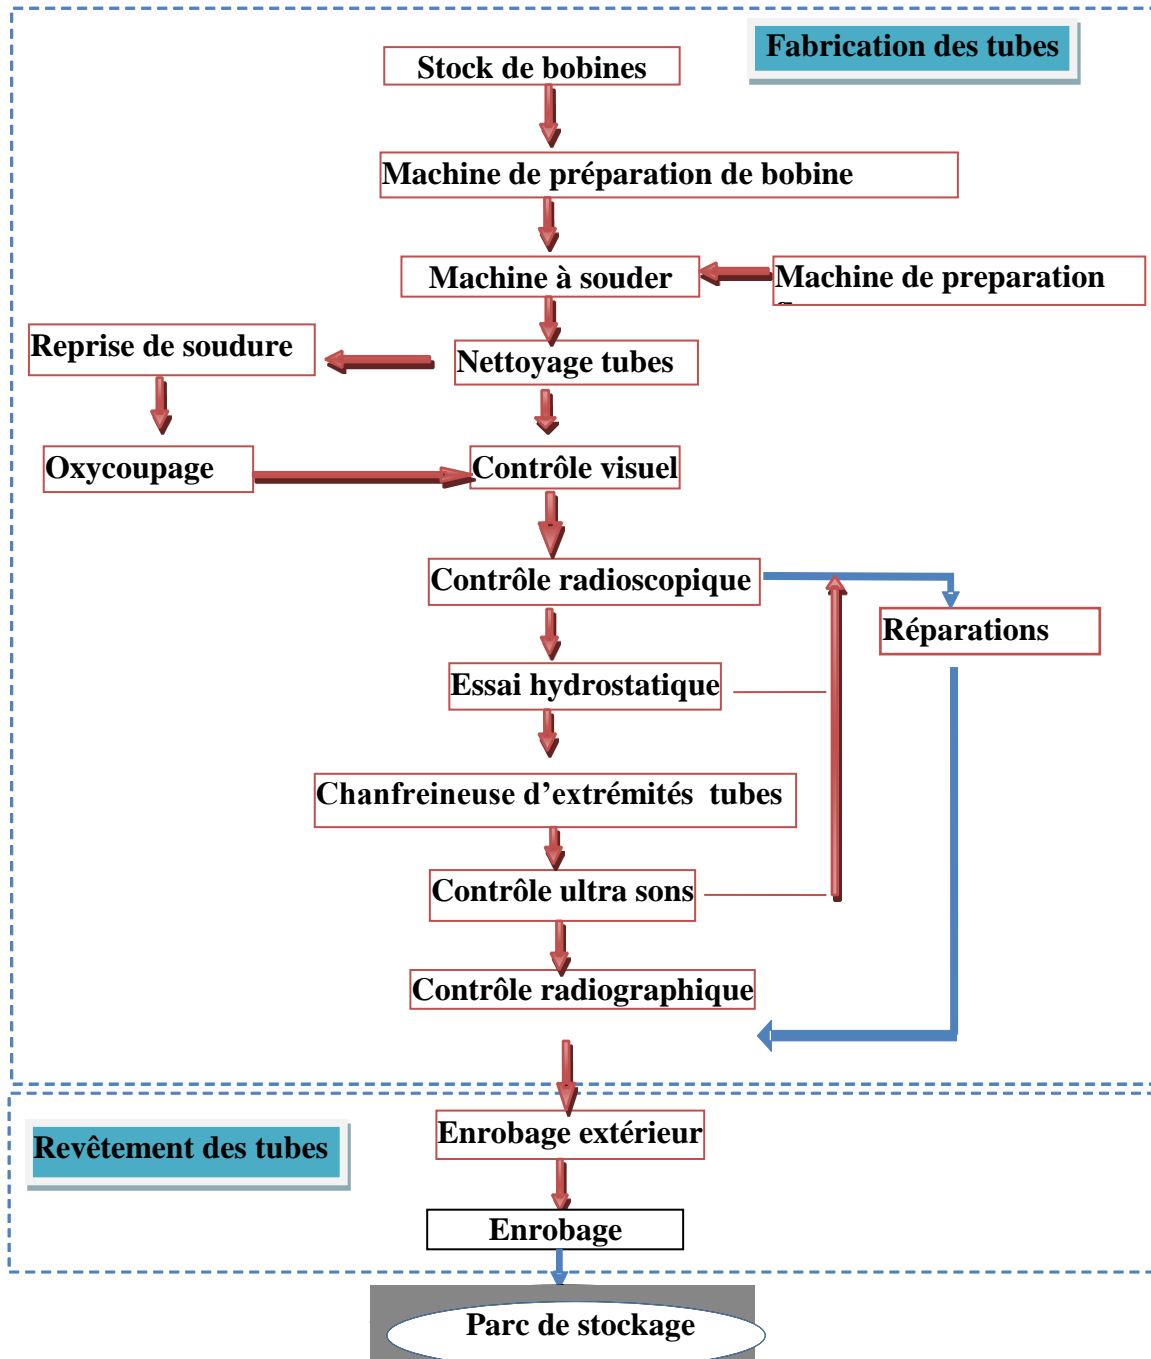 Fabrication des tubes
Stock de bobines
Machine de préparation de bobine
Machine à souder
Machine de preparation
Reprise de soudure
Nettoyage tubes
Oxycoupage
Contrôle visuel
Contrôle radioscopique
Réparations
Essai hydrostatique
Chanfreineuse d’extrémités tubes
Contrôle ultra sons
Contrôle radiographique
Enrobage extérieur
Revêtement des tubes
Enrobage
Parc de stockage